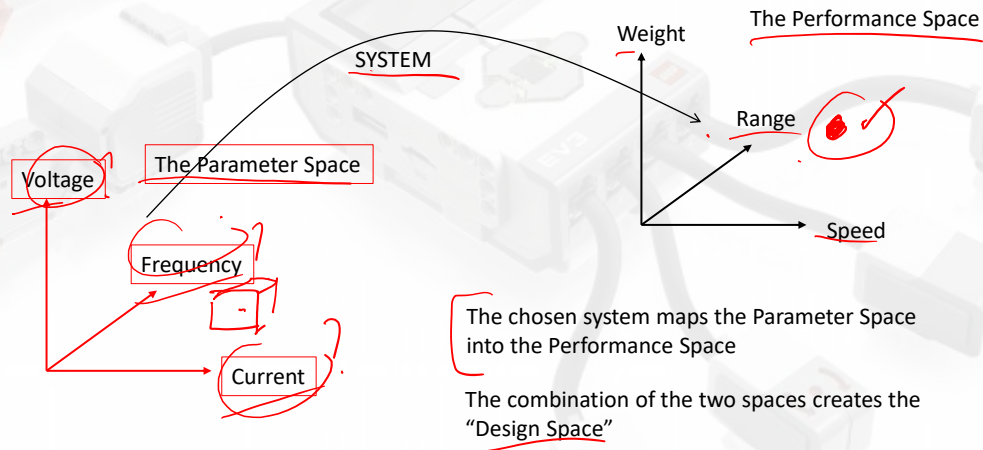 The Performance Space
Weight
SYSTEM
Range
Voltage
The Parameter Space
Speed
Frequency
The chosen system maps the Parameter Space
into the Performance Space
Current
The combination of the two spaces creates the
“Design Space”